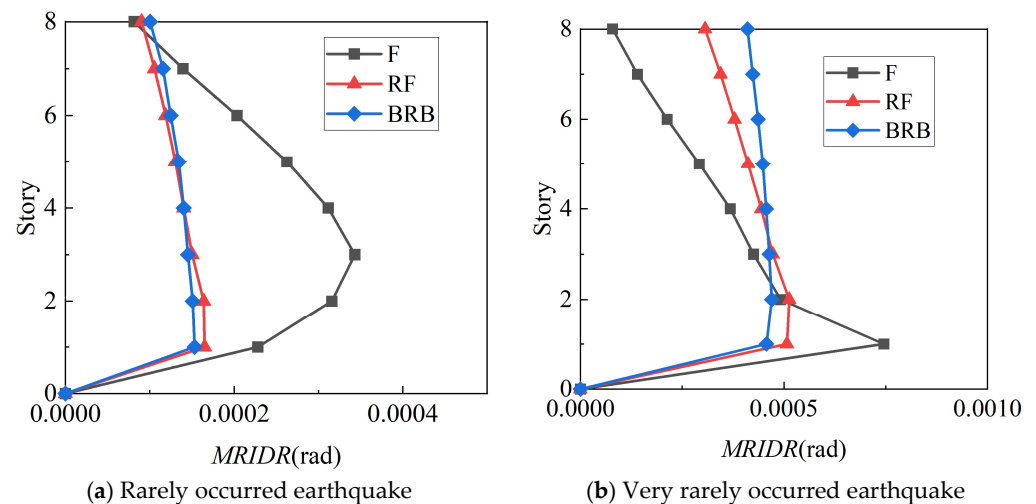 8
6
4
2
0
Story
F
RF
BRB
0.0000
0.0002
0.0004
MRIDR(rad)
(a) Rarely occurred earthquake
8
6
4
2
0
Story
F
RF
BRB
0.0000
0.0005
0.0010
MRIDR(rad)
(b) Very rarely occurred earthquake